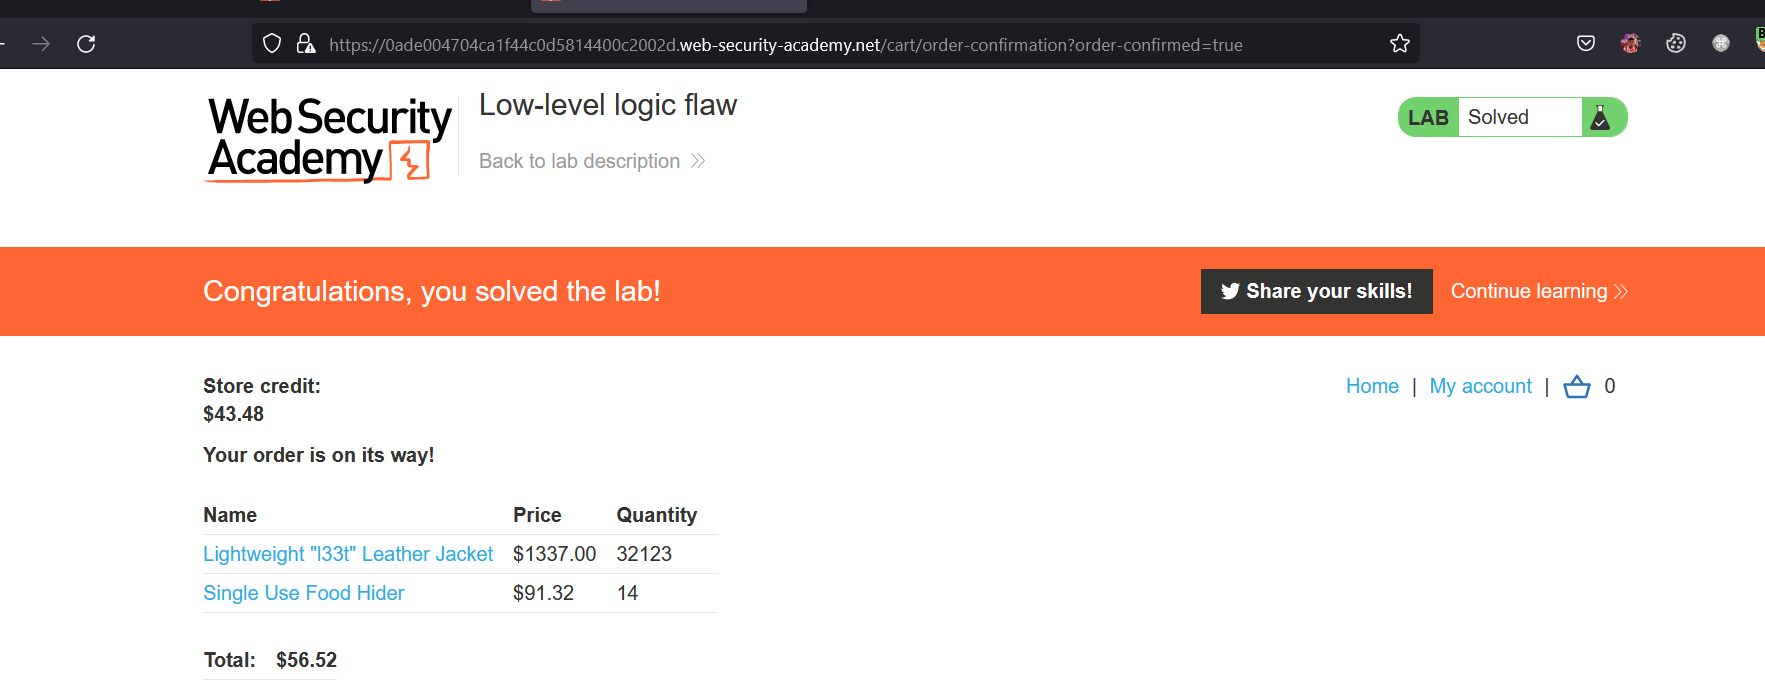 https://0ade004704ca1f44c0d5814400c2002d.web-security-academy.net/cart/order-confirmation?order-confirmed=true
Web Security
Academy
Low-level logic flaw
Back to lab description
LAB Solved
Congratulations, you solved the lab!
Share your skills!
Continue learning
Store credit:
$43.48
Home | My account | 0
Your order is on its way!
Name Price Quantity
Lightweight "l33t" Leather Jacket $1337.00 32123
Single Use Food Hider $91.32 14
Total: $56.52